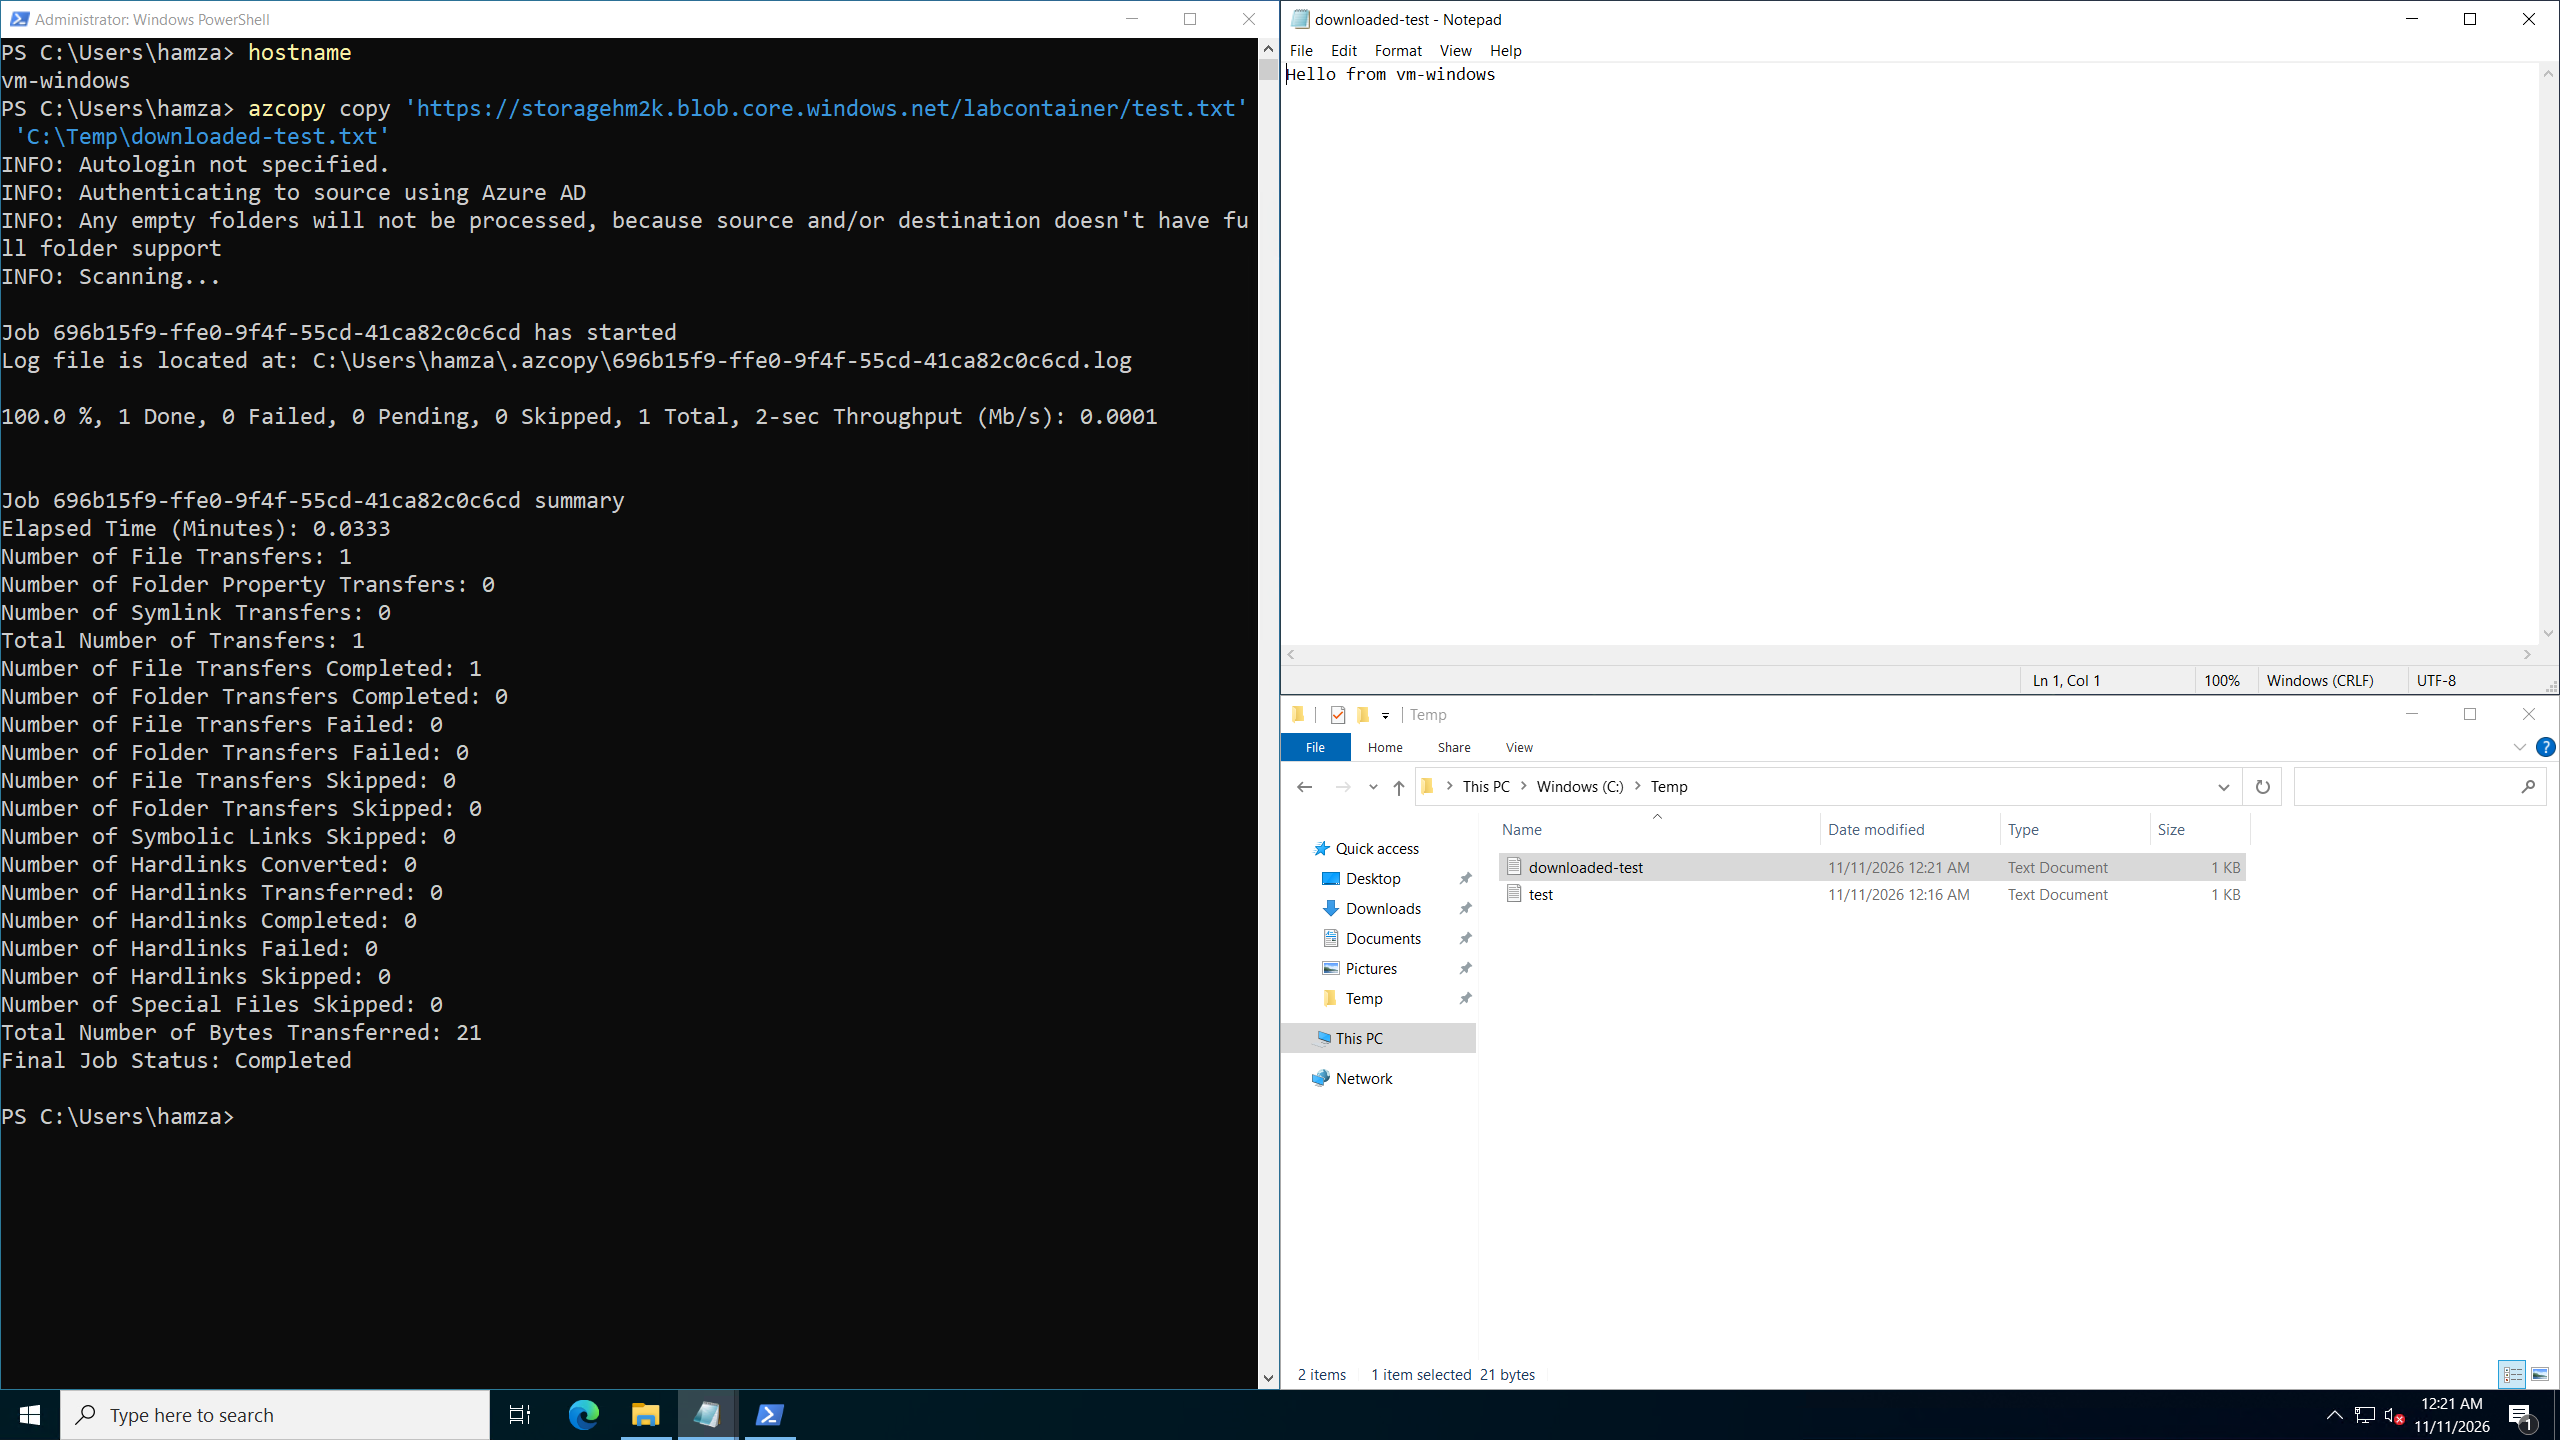 Administrator: Windows PowerShell
PS C:\Users\hamza> hostname
vm-windows
PS C:\Users\hamza> azcopy copy 'https://storagehm2k.blob.core.windows.net/labcontainer/test.txt'
 'C:\Temp\downloaded-test.txt'
INFO: Autologin not specified.
INFO: Authenticating to source using Azure AD
INFO: Any empty folders will not be processed, because source and/or destination doesn't have fu
ll folder support
INFO: Scanning...
Job 696b15f9-ffe0-9f4f-55cd-41ca82c0c6cd has started
Log file is located at: C:\Users\hamza\.azcopy\696b15f9-ffe0-9f4f-55cd-41ca82c0c6cd.log
100.0 %, 1 Done, 0 Failed, 0 Pending, 0 Skipped, 1 Total, 2-sec Throughput (Mb/s): 0.0001
Job 696b15f9-ffe0-9f4f-55cd-41ca82c0c6cd summary
Elapsed Time (Minutes): 0.0333
Number of File Transfers: 1
Number of Folder Property Transfers: 0
Number of Symlink Transfers: 0
Total Number of Transfers: 1
Number of File Transfers Completed: 1
Number of Folder Transfers Completed: 0
Number of File Transfers Failed: 0
Number of Folder Transfers Failed: 0
Number of File Transfers Skipped: 0
Number of Folder Transfers Skipped: 0
Number of Symbolic Links Skipped: 0
Number of Hardlinks Converted: 0
Number of Hardlinks Transferred: 0
Number of Hardlinks Completed: 0
Number of Hardlinks Failed: 0
Number of Hardlinks Skipped: 0
Number of Special Files Skipped: 0
Total Number of Bytes Transferred: 21
Final Job Status: Completed
PS C:\Users\hamza>
downloaded-test - Notepad
File Edit Format View Help
Hello from vm-windows
Ln 1, Col 1 100% Windows (CRLF) UTF-8
Temp
File Home Share View
This PC > Windows (C:) > Temp
Name Date modified Type Size
Quick access
Desktop
Downloads
Documents
Pictures
Temp
This PC
Network
downloaded-test 11/11/2026 12:21 AM Text Document 1 KB
test 11/11/2026 12:16 AM Text Document 1 KB
2 items 1 item selected 21 bytes
Type here to search
12:21 AM
11/11/2026
1